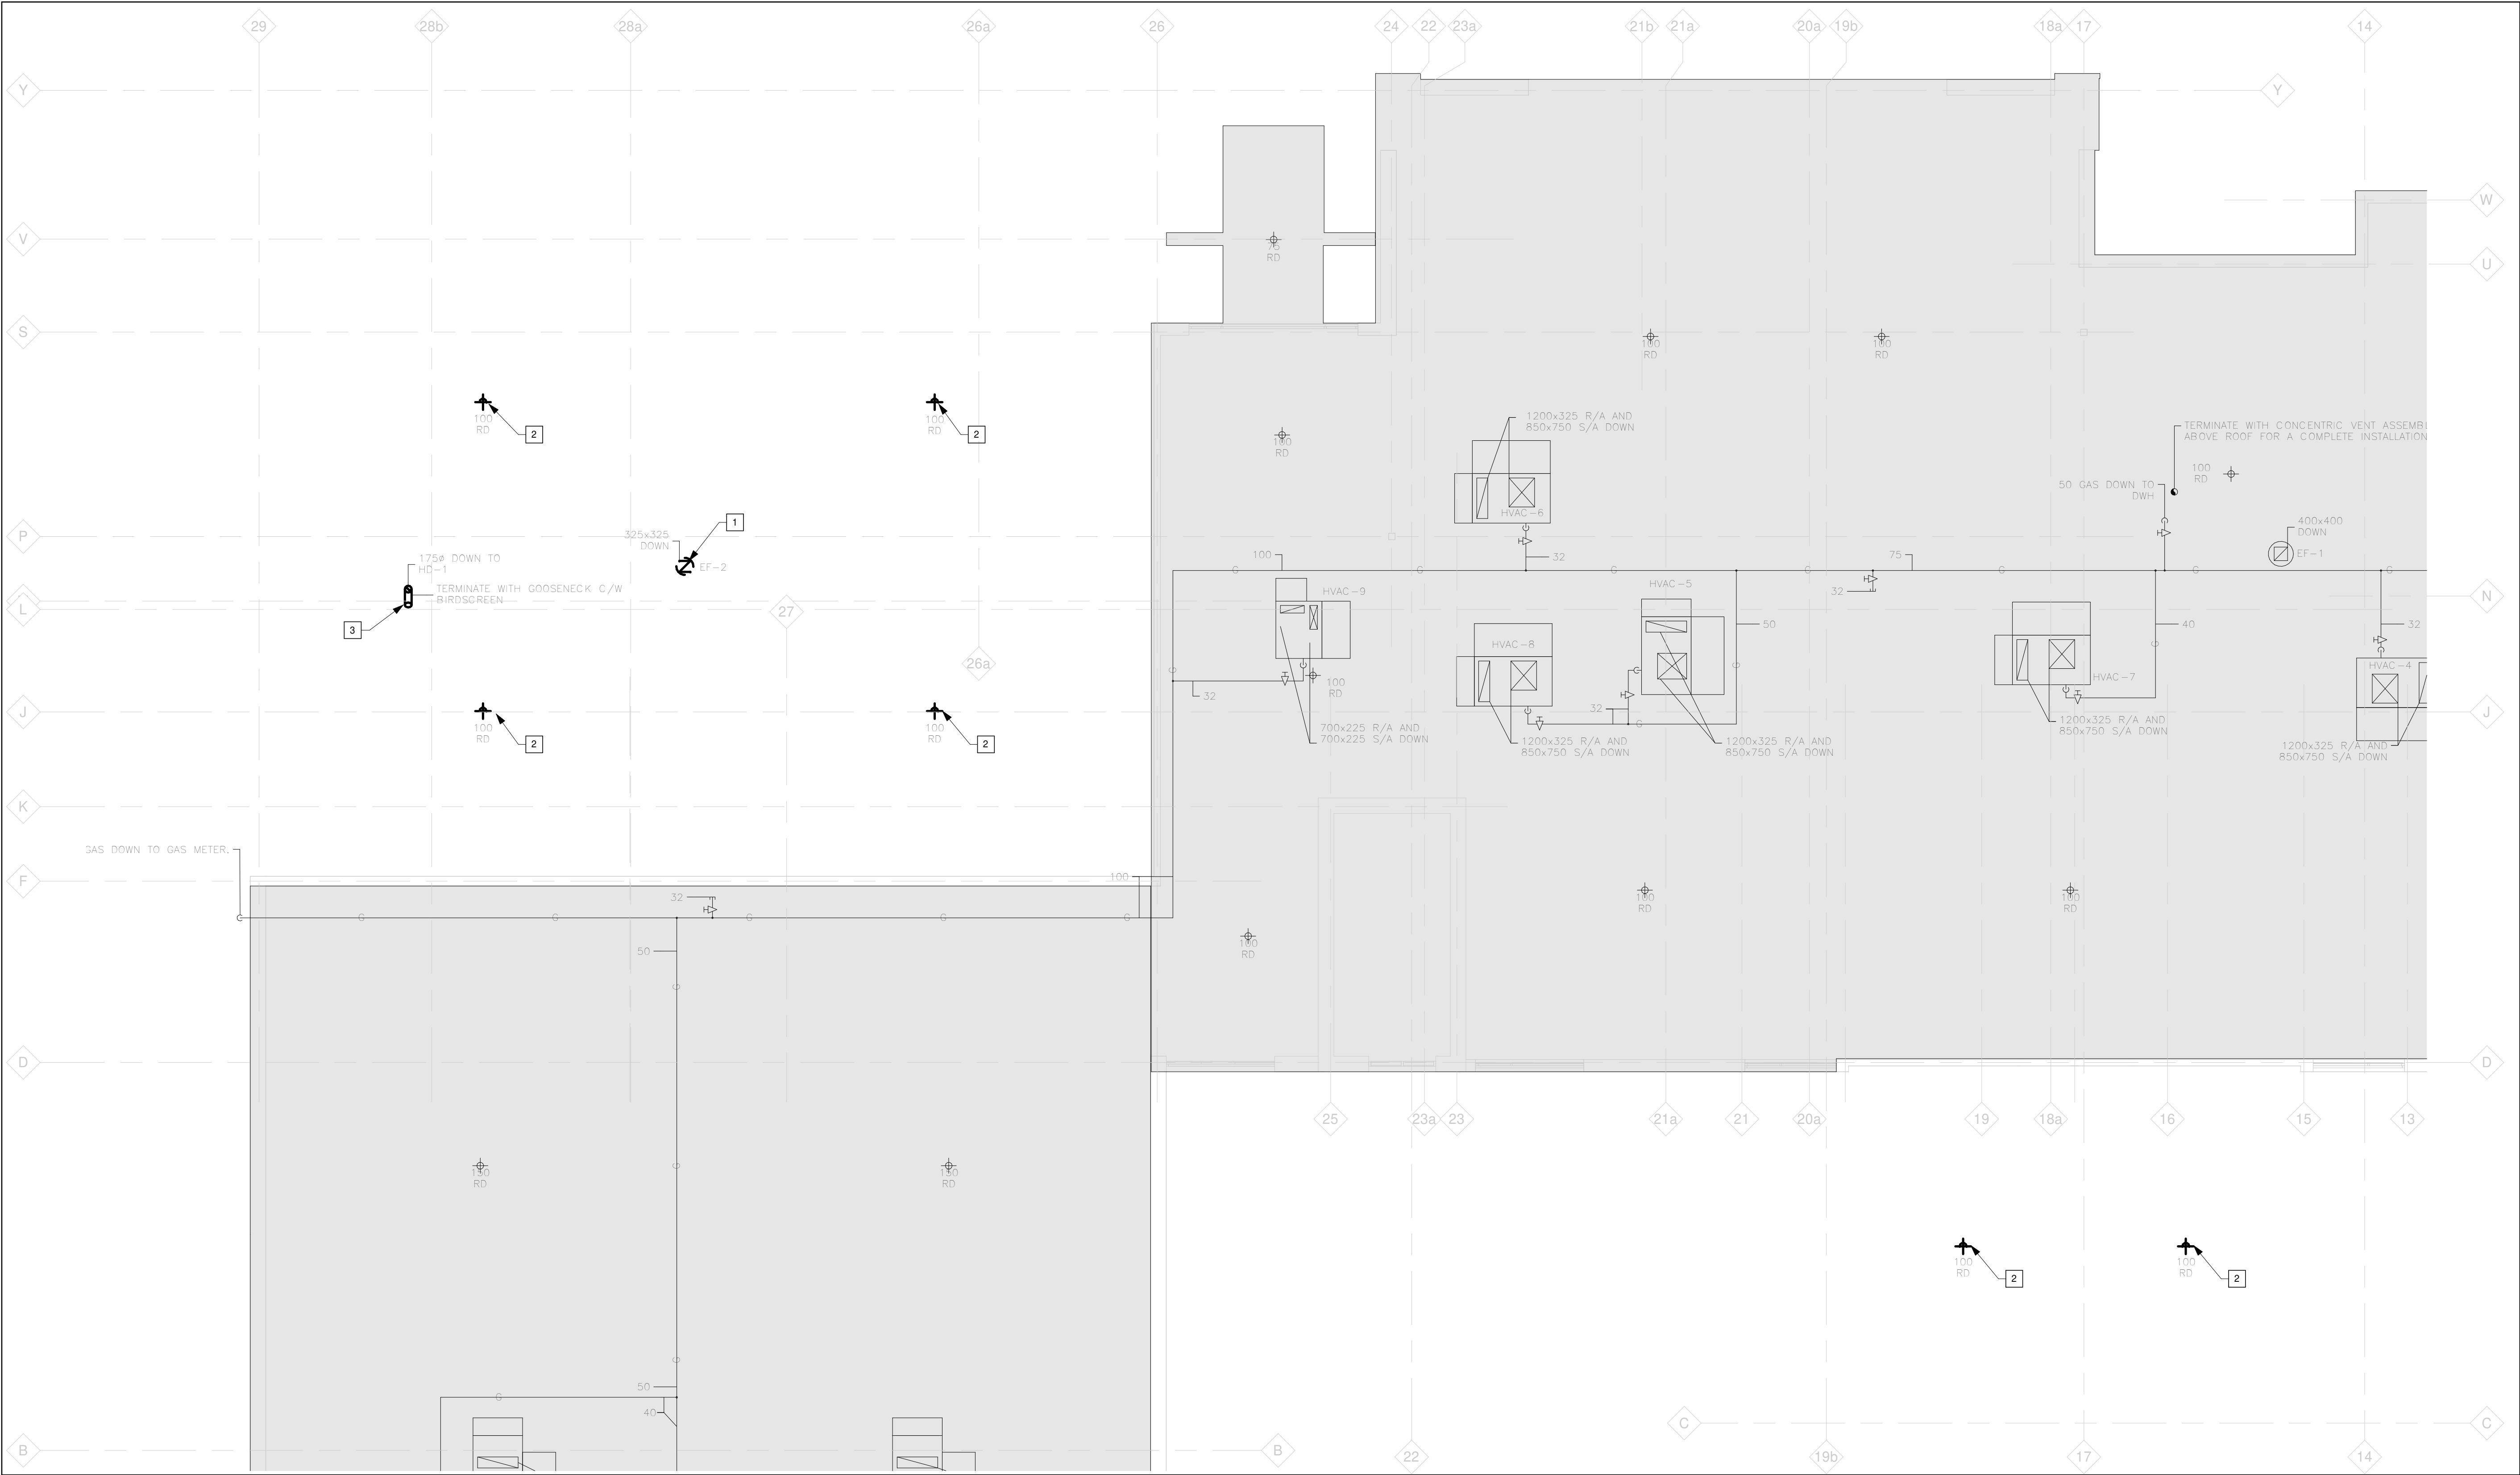 29
28b
28a
26a
26
24
22
23a
21b
21a
20a
19b
18a
17
14
Y
Y
V
W
U
S
75
RD
100
RD
100
RD
100
RD
2
100
RD
2
100
RD
1200x325 R/A AND
850x750 S/A DOWN
HVAC-6
TERMINATE WITH CONCENTRIC VENT
ABOVE ROOF FOR A COMPLETE INSTALLATION
100
RD
50 GAS DOWN TO
DWH
400x400
DOWN
EF-1
P
1
325x325
DOWN
EF-2
175ø DOWN TO
HD-1
TERMINATE WITH GOOSENECK C/W
BIRDSCREEN
3
L
N
27
26a
100
32
75
32
G
G
G
G
G
G
G
HVAC-9
HVAC-5
HVAC-8
50
40
32
HVAC-7
HVAC-4
G
G
G
32
100
RD
32
G
J
J
100
RD
2
100
RD
2
700x225 R/A AND
700x225 S/A DOWN
1200x325 R/A AND
850x750 S/A DOWN
1200x325 R/A AND
850x750 S/A DOWN
1200x325 R/A AND
850x750 S/A DOWN
1200x325 R/A AND
850x750 S/A DOWN
K
GAS DOWN TO GAS METER.
F
100
32
G
G
G
G
G
100
RD
100
RD
100
RD
50
G
D
D
25
23a
23
21a
21
20a
19
18a
16
15
13
150
RD
150
RD
G
100
RD
2
100
RD
2
G
50
G
40
B
B
C
C
22
19b
17
14